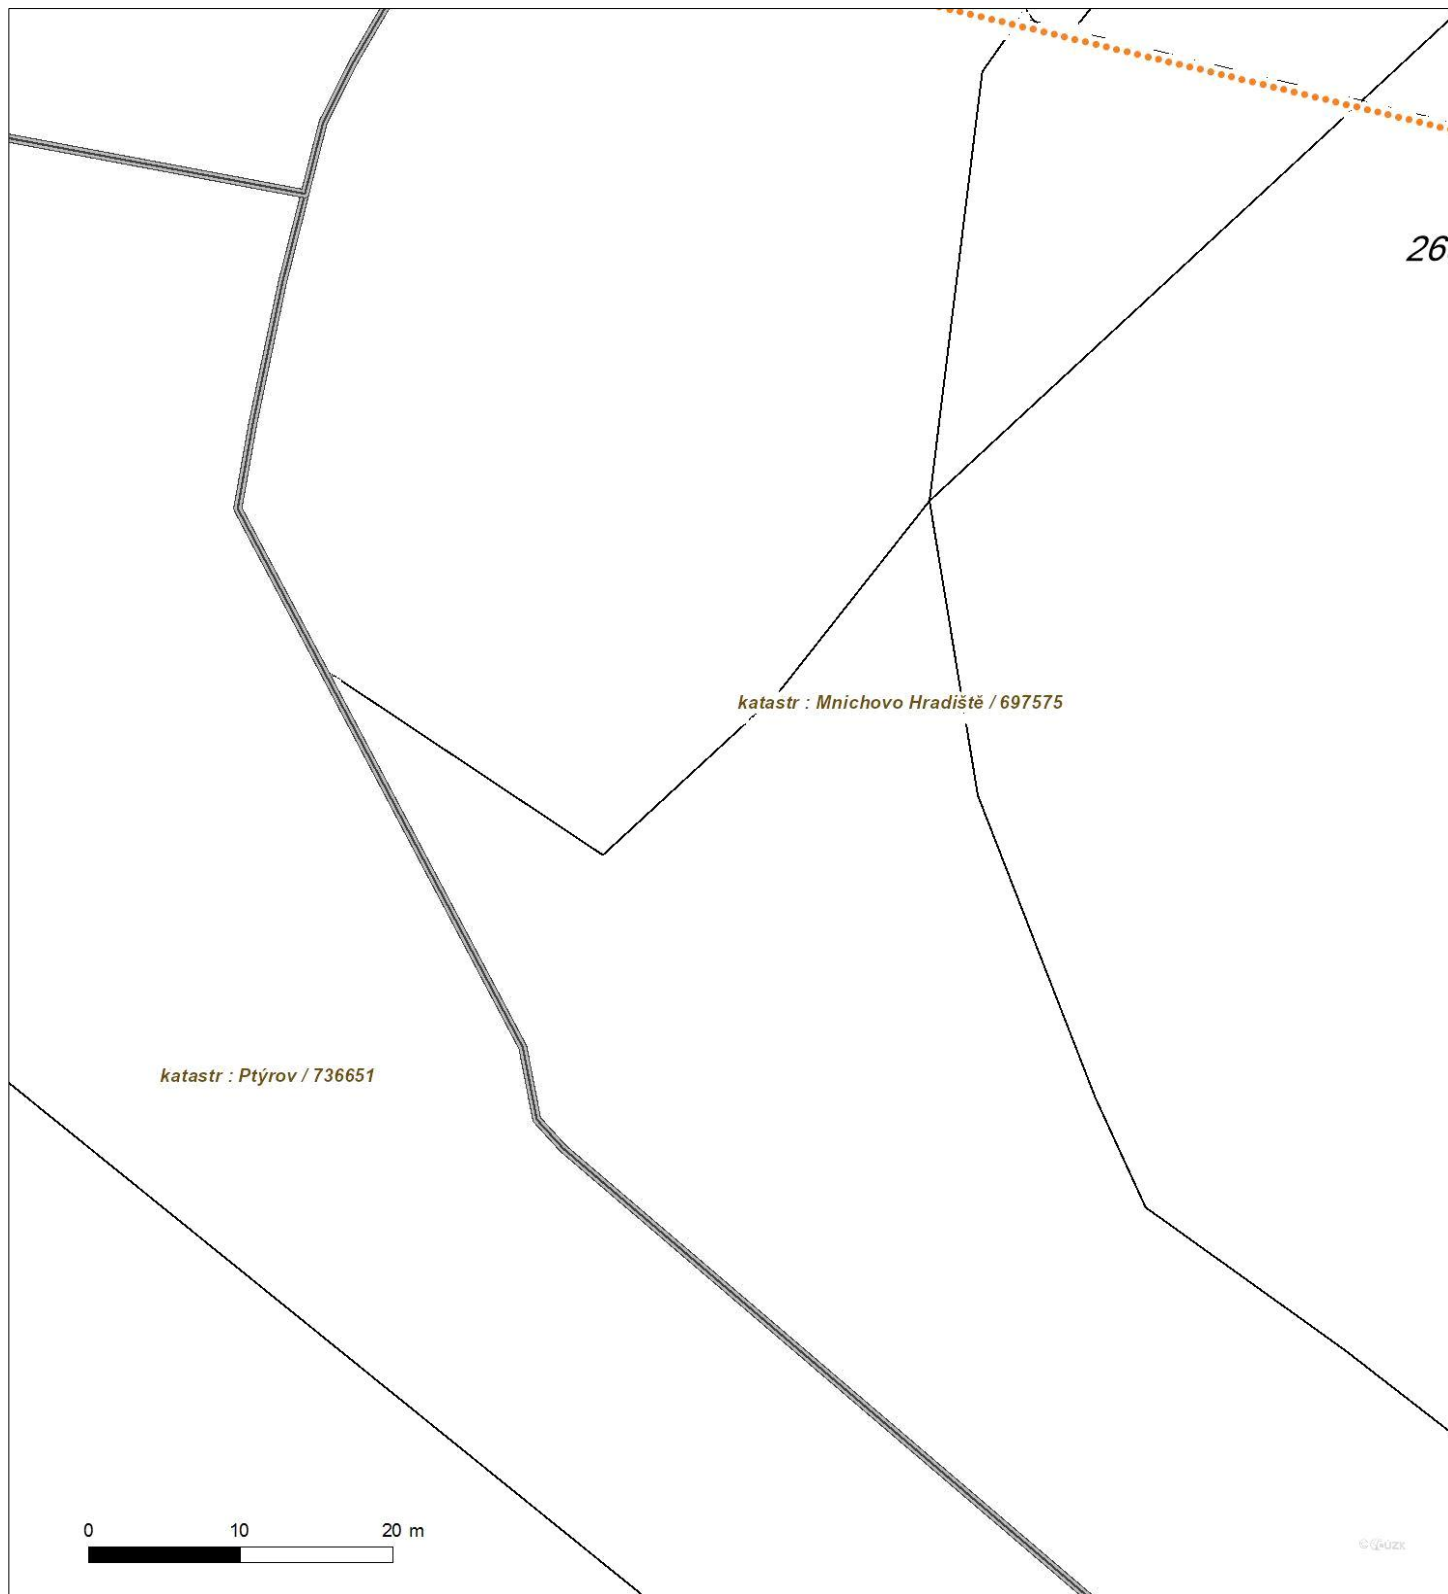 26
katastr : Mnichovo Hradiště / 697575
katastr : Ptýrov / 736651
0 10 20 m